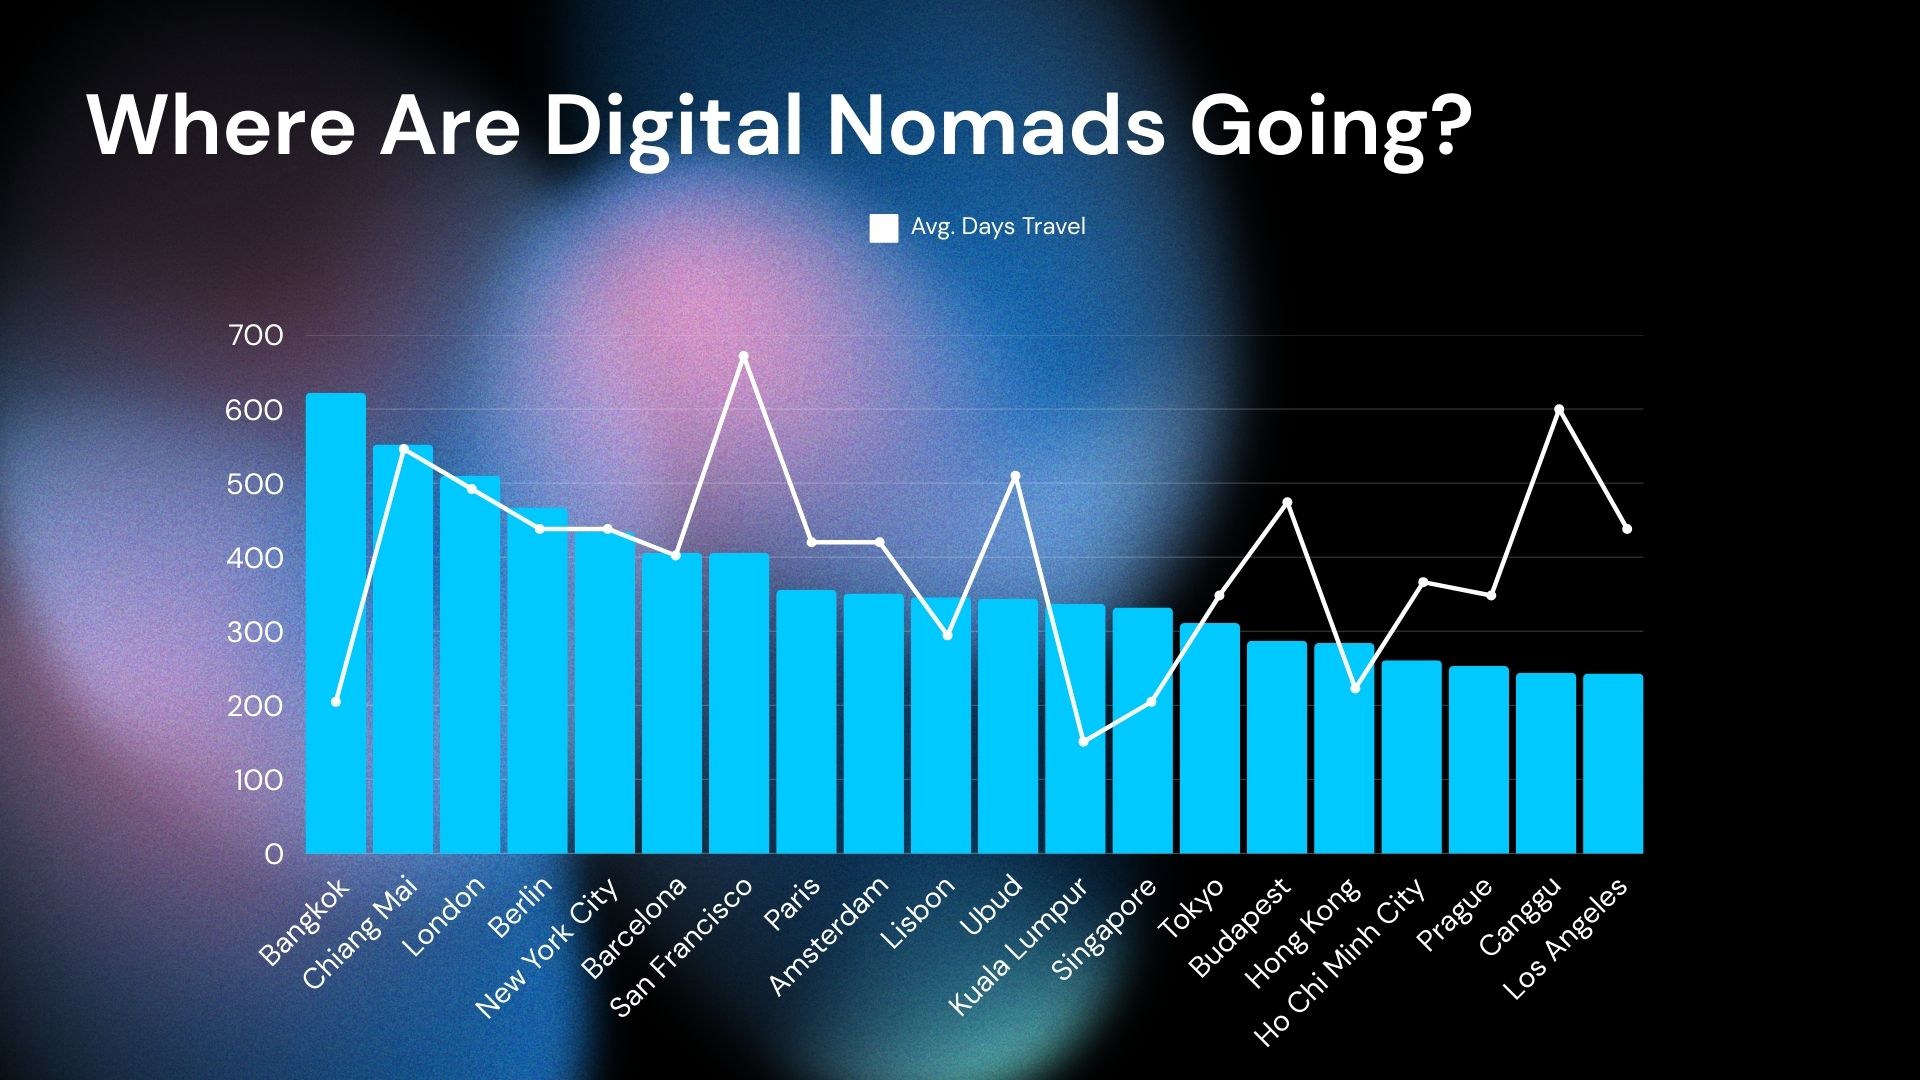 Where Are Digital Nomads Going?
Avg. Days Travel
700
600
500
400
300
200
100
0
Bangkok
Chiang Mai
London
Berlin
New York City
Barcelona
San Francisco
Paris
Amsterdam
Lisbon
Ubud
Kuala Lumpur
Singapore
Tokyo
Budapest
Hong Kong
Ho Chi Minh City
Prague
Canggu
Los Angeles